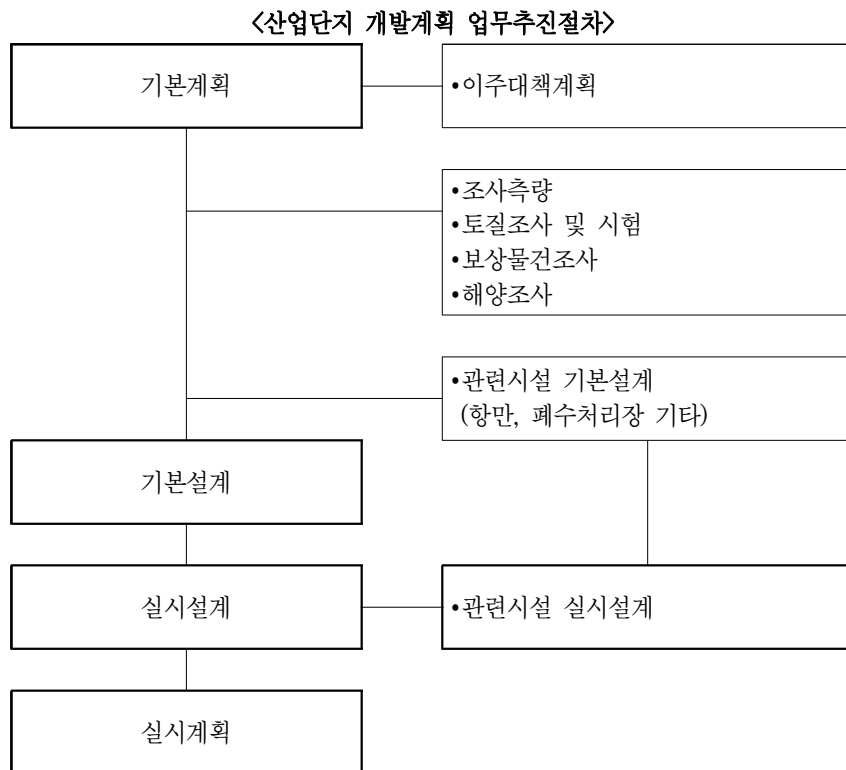 <산업단지 개발계획 업무추진절차>
기본계획
•이주대책계획
•조사측량
•토질조사 및 시험
•보상물건조사
•해양조사
•관련시설 기본설계
(항만, 폐수처리장 기타)
기본설계
실시설계
•관련시설 실시설계
실시계획